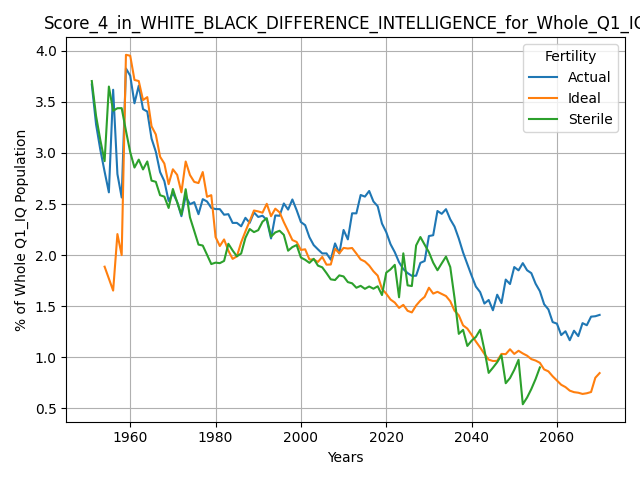 Score_4_in_WHITE_BLACK_DIFFERENCE_INTELLIGENCE_for_Whole_Q1_IQ
Fertility
Actual
Ideal
Sterile
4.0
3.5
3.0
2.5
2.0
1.5
1.0
0.5
% of Whole Q1_IQ Population
1960
1980
2000
2020
2040
2060
Years